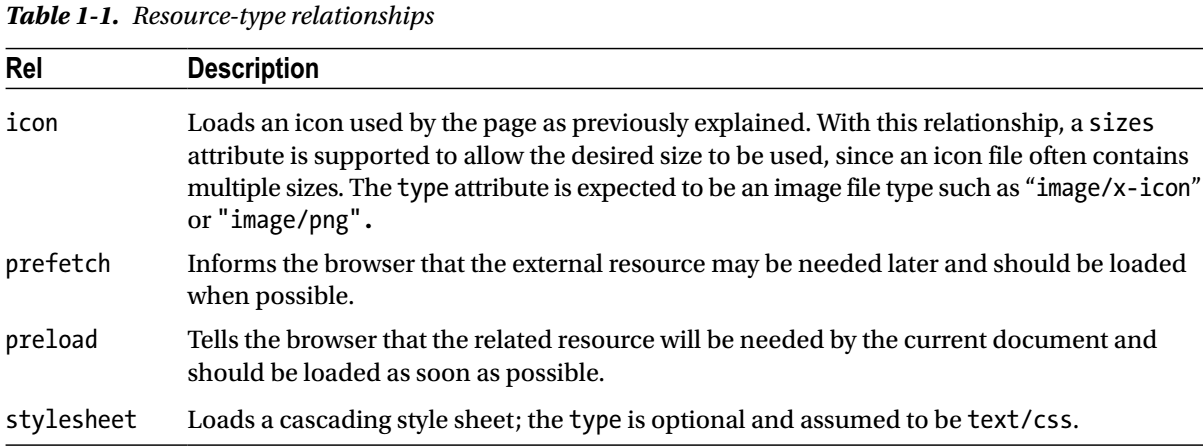 Table 1-1. Resource-type relationships
Rel Description
icon Loads an icon used by the page as previously explained. With this relationship, a sizes
attribute is supported to allow the desired size to be used, since an icon file often contains
multiple sizes. The type attribute is expected to be an image file type such as “image/x-icon”
or "image/png".
prefetch Informs the browser that the external resource may be needed later and should be loaded
when possible.
preload Tells the browser that the related resource will be needed by the current document and
should be loaded as soon as possible.
stylesheet Loads a cascading style sheet; the type is optional and assumed to be text/css.